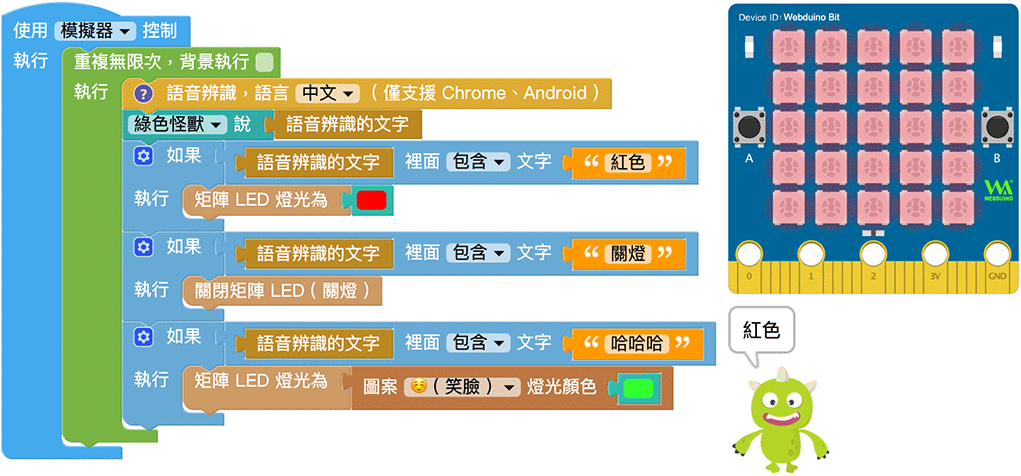 使用 模擬器 控制
執行
重複無限次，背景執行
執行
語音辨識，語言 中文 （僅支援 Chrome、Android）
綠色怪獸 說 語音辨識的文字
如果 語音辨識的文字 裡面 包含 文字 “ 紅色 ”
執行 矩陣 LED 燈光為
如果 語音辨識的文字 裡面 包含 文字 “ 關燈 ”
執行 關閉矩陣 LED（關燈）
如果 語音辨識的文字 裡面 包含 文字 “ 哈哈哈 ”
執行 矩陣 LED 燈光為 圖案 ☺️（笑臉） 燈光顏色
Device ID: Webduino Bit
A
B
WEBDUINO
0 1 2 3V GND
紅色